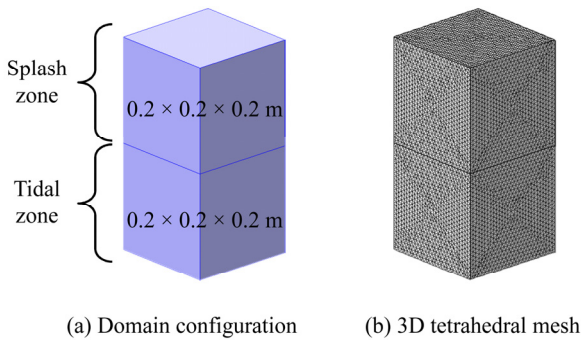 Splash
zone
0.2 × 0.2 × 0.2 m
Tidal
zone
0.2 × 0.2 × 0.2 m
(a) Domain configuration
(b) 3D tetrahedral mesh